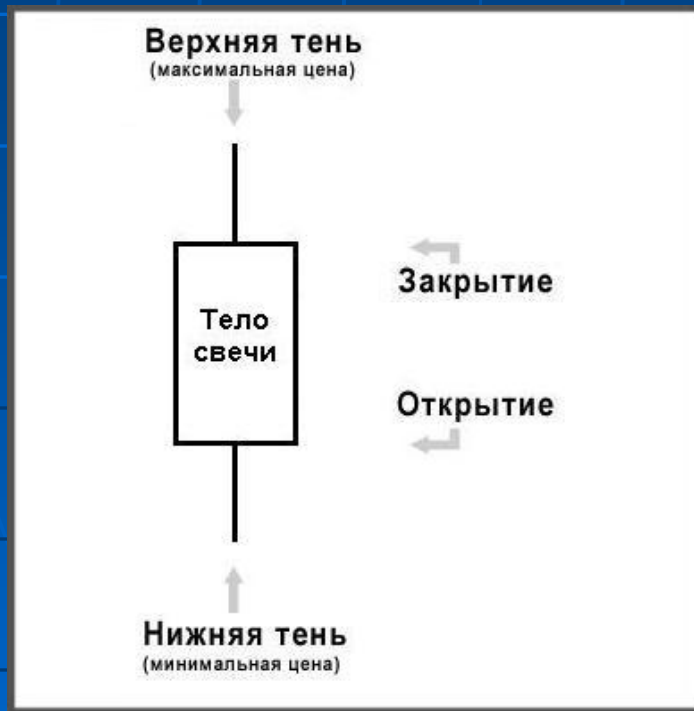 Верхняя тень
(максимальная цена)
Закрытие
Тело
свечи
Открытие
Нижняя тень
(минимальная цена)